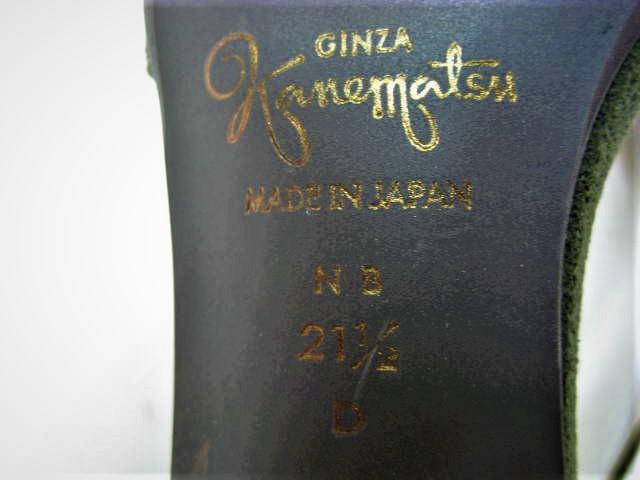 GINZA
Kanematsu
MADE IN JAPAN
N B
21½
D